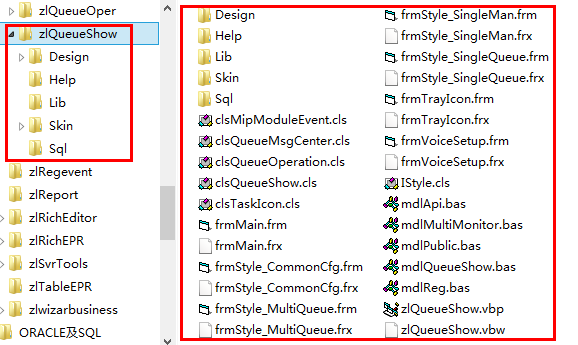 zlQueueOper
zlQueueShow
Design
Help
Lib
Skin
Sql
zlRegevent
zlReport
zlRichEditor
zlRichEPR
zlSvrTools
zlTableEPR
zlwizarbusiness
ORACLE及SQL
Design
Help
Lib
Skin
Sql
clsMipModuleEvent.cls
clsQueueMsgCenter.cls
clsQueueOperation.cls
clsQueueShow.cls
clsTaskIcon.cls
frmMain.frm
frmMain.frx
frmStyle_CommonCfg.frm
frmStyle_CommonCfg.frx
frmStyle_MultiQueue.frm
frmStyle_MultiQueue.frx
frmStyle_SingleMan.frm
frmStyle_SingleMan.frx
frmStyle_SingleQueue.frm
frmStyle_SingleQueue.frx
frmTrayIcon.frm
frmTrayIcon.frx
frmVoiceSetup.frm
frmVoiceSetup.frx
IStyle.cls
mdlApi.bas
mdlMultiMonitor.bas
mdlPublic.bas
mdlQueueShow.bas
mdlReg.bas
zlQueueShow.vbp
zlQueueShow.vbw